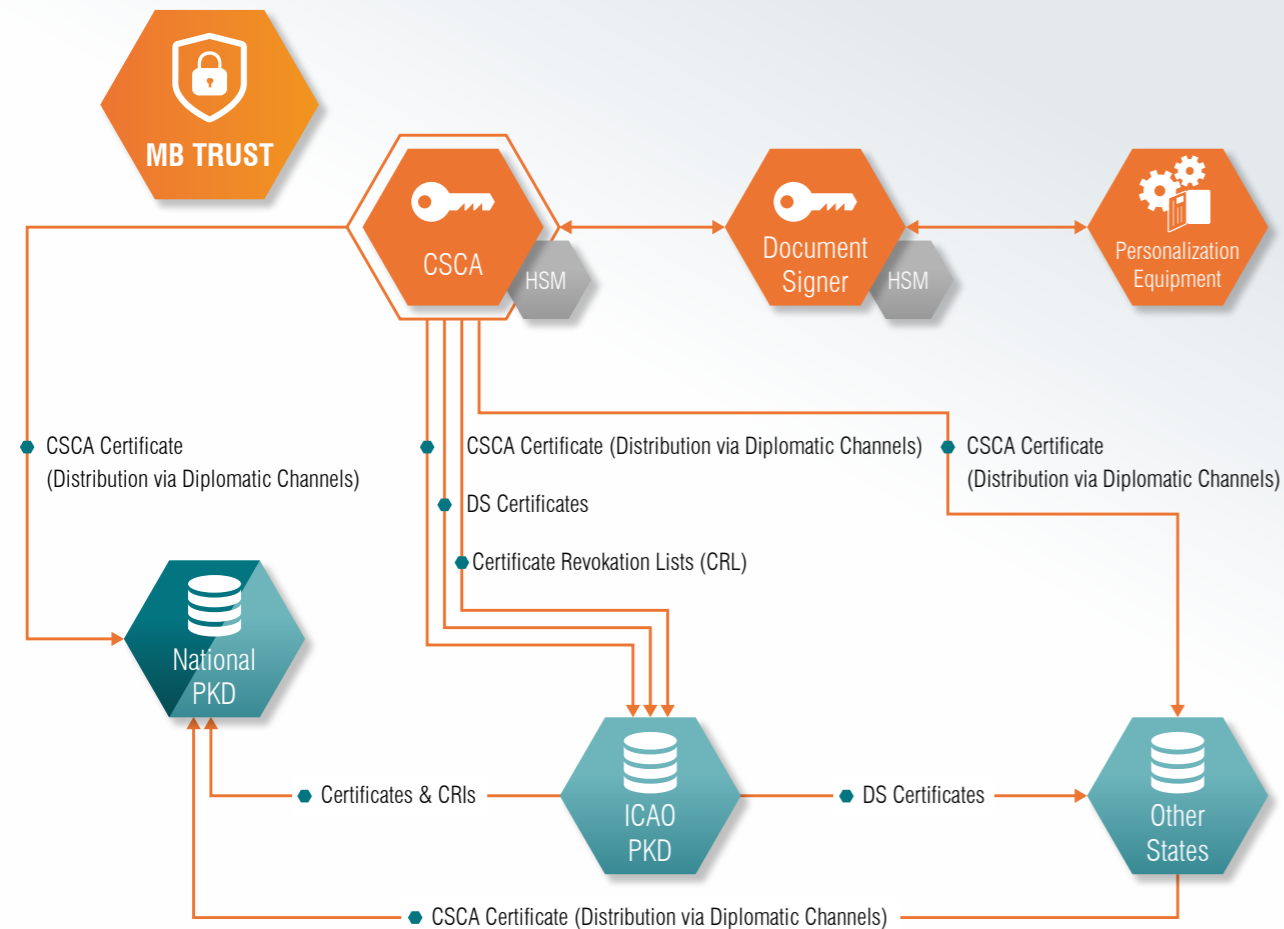 MB TRUST
CSCA
HSM
Document
Signer
HSM
Personalization
Equipment
CSCA Certificate
(Distribution via Diplomatic Channels)
CSCA Certificate (Distribution via Diplomatic Channels)
CSCA Certificate
(Distribution via Diplomatic Channels)
DS Certificates
Certificate Revokation Lists (CRL)
National
PKD
Certificates & CRIs
ICAO
PKD
DS Certificates
Other
States
CSCA Certificate (Distribution via Diplomatic Channels)